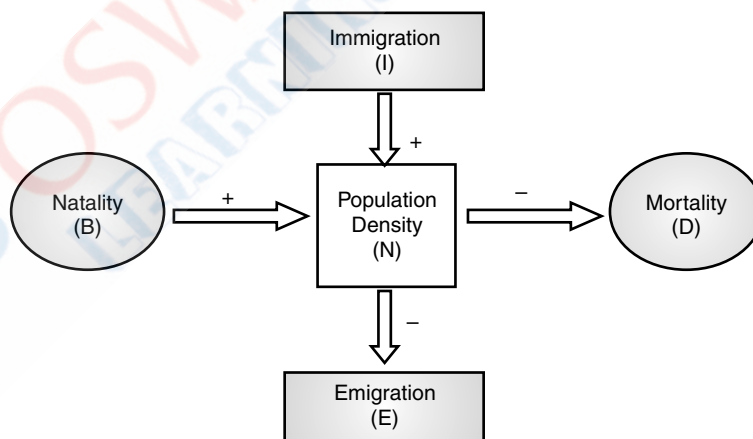 Immigration
(I)
+
Natality
(B)
+
Population
Density
(N)
–
Mortality
(D)
–
Emigration
(E)